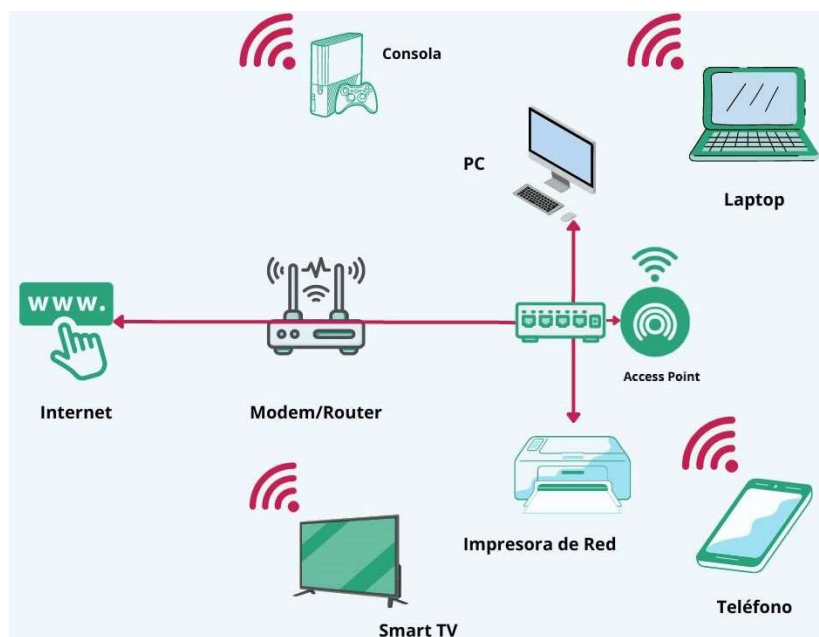 Consola
PC
Laptop
www.
Internet
Modem/Router
Access Point
Impresora de Red
Smart TV
Teléfono